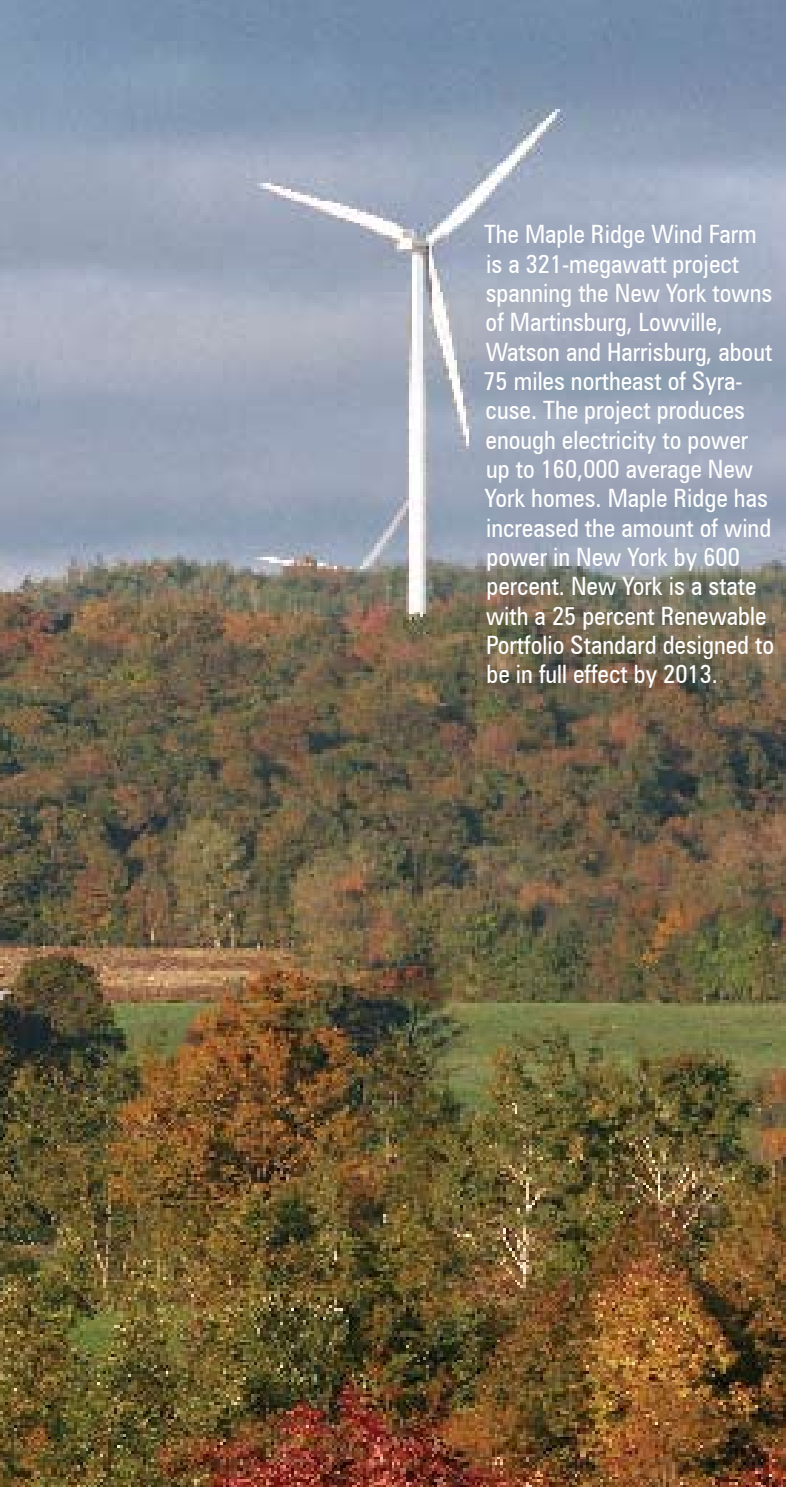 The Maple Ridge Wind Farm
is a 321-megawatt project
spanning the New York towns
of Martinsburg, Lowville,
Watson and Harrisburg, about
75 miles northeast of Syra-
cuse. The project produces
enough electricity to power
up to 160,000 average New
York homes. Maple Ridge has
increased the amount of wind
power in New York by 600
percent. New York is a state
with a 25 percent Renewable
Portfolio Standard designed to
be in full effect by 2013.